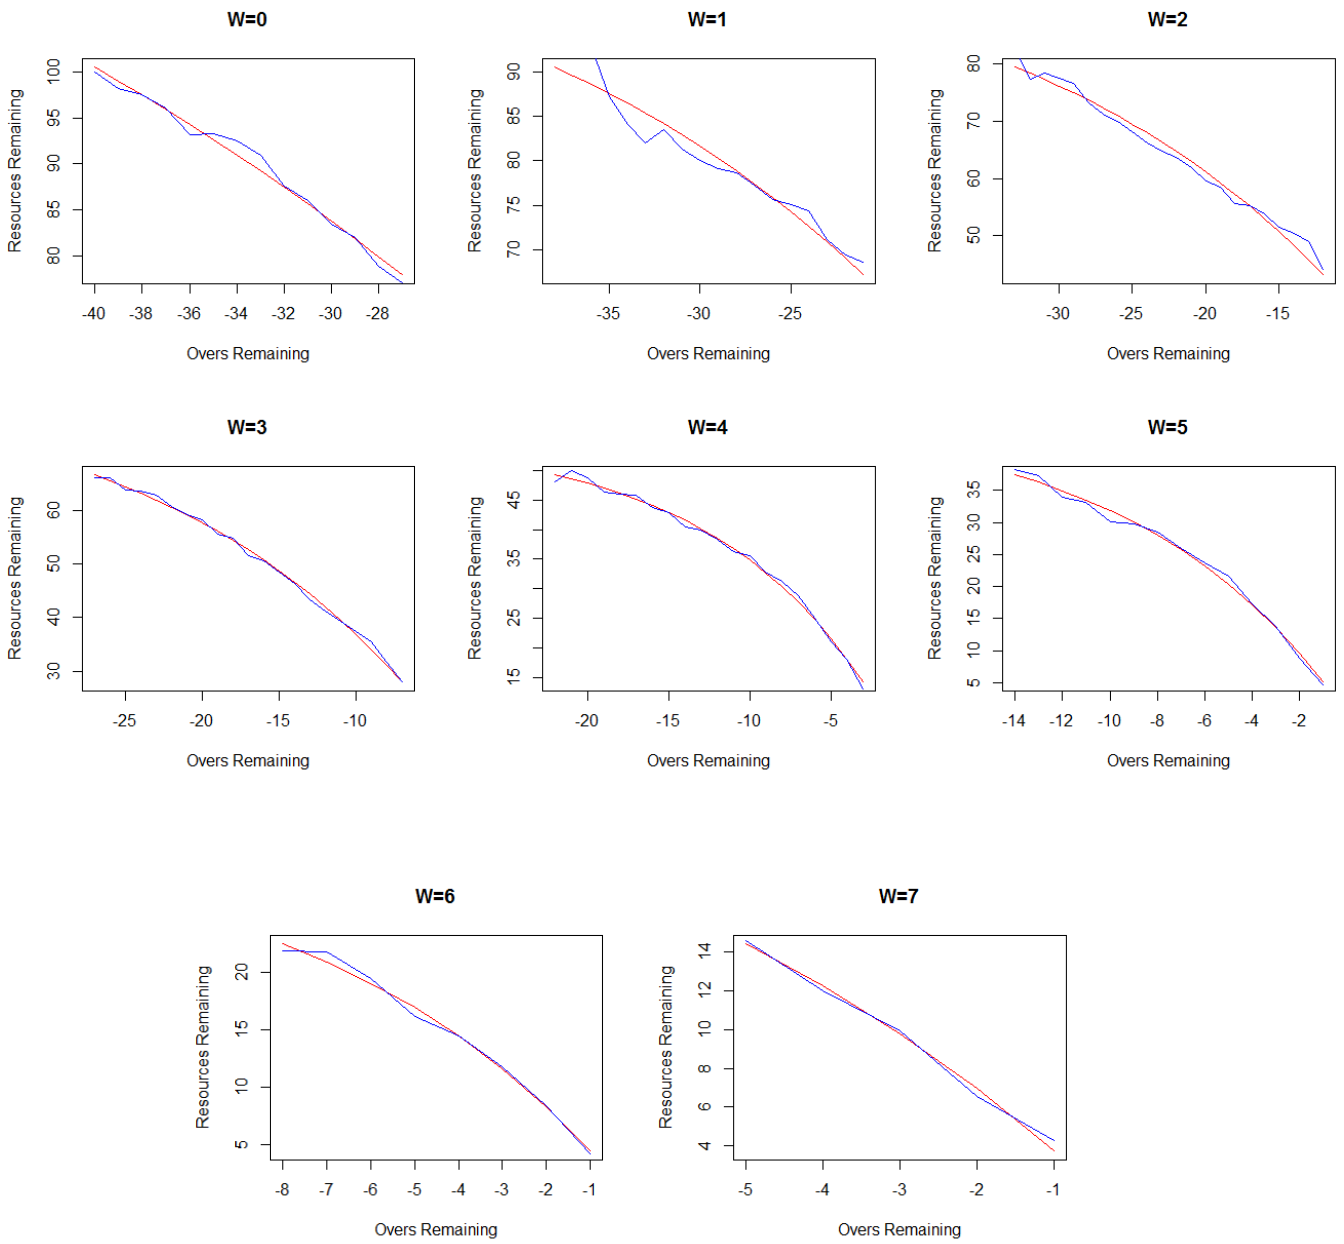 W=0
Resources Remaining
100
95
90
85
80
-40 -38 -36 -34 -32 -30 -28
Overs Remaining
W=1
Resources Remaining
90
85
80
75
70
-35 -30 -25
Overs Remaining
W=2
Resources Remaining
80
70
60
50
-30 -25 -20 -15
Overs Remaining
W=3
Resources Remaining
60
50
40
30
-25 -20 -15 -10
Overs Remaining
W=4
Resources Remaining
45
35
25
15
-20 -15 -10 -5
Overs Remaining
W=5
Resources Remaining
35
30
25
20
15
10
5
-14 -12 -10 -8 -6 -4 -2
Overs Remaining
W=6
Resources Remaining
20
15
10
5
-8 -7 -6 -5 -4 -3 -2 -1
Overs Remaining
W=7
Resources Remaining
14
12
10
8
6
4
-5 -4 -3 -2 -1
Overs Remaining